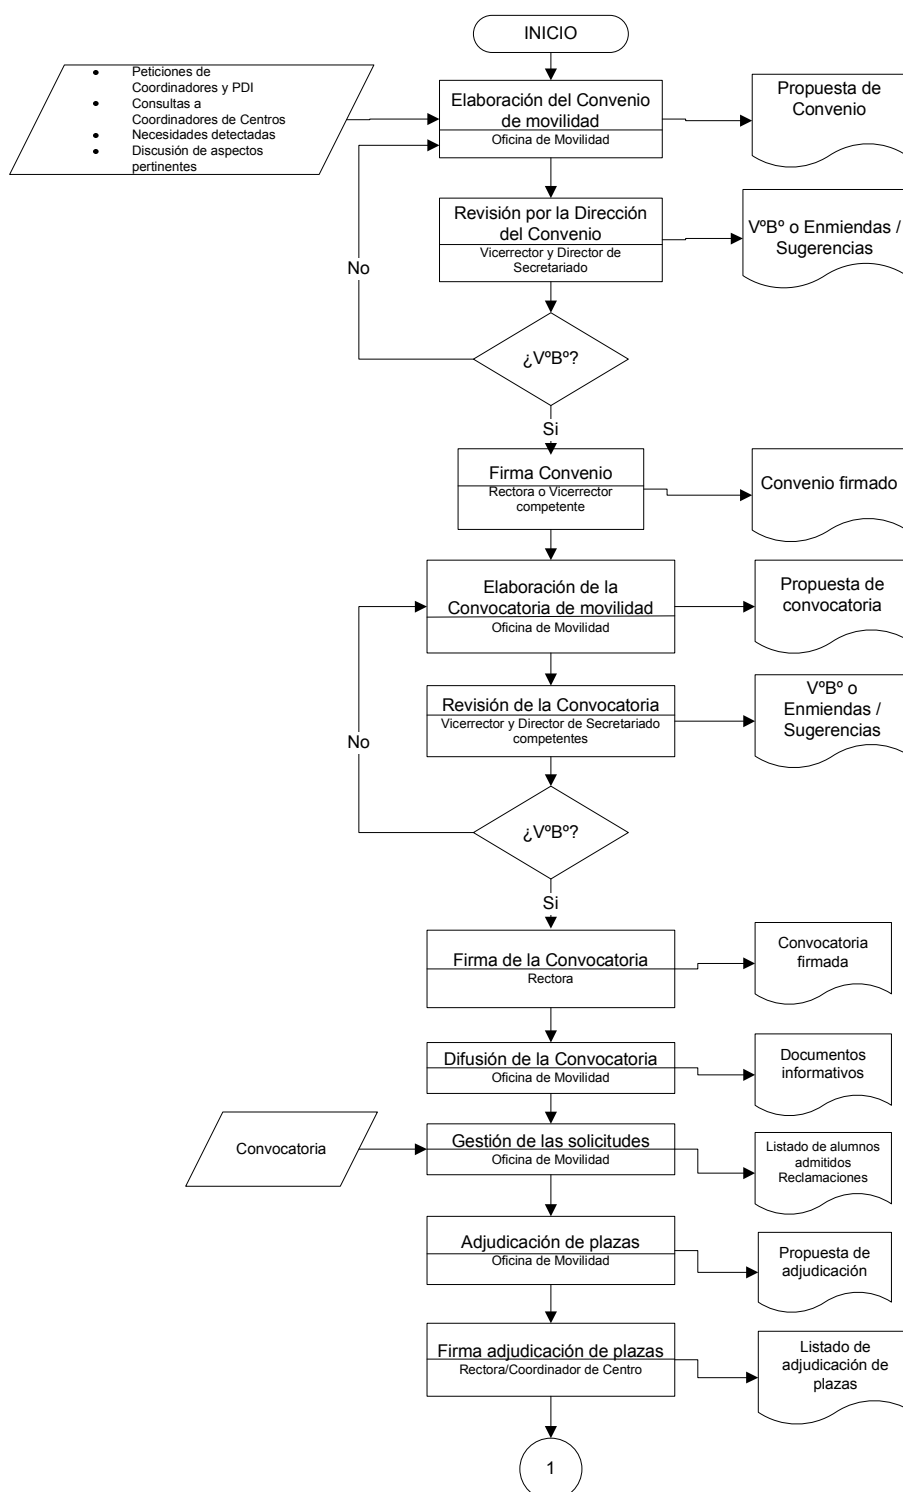 INICIO
• Peticiones de
Coordinadores y PDI
• Consultas a
Coordinadores de Centros
• Necesidades detectadas
• Discusión de aspectos
pertinentes
Elaboración del Convenio
de movilidad
Oficina de Movilidad
Propuesta de
Convenio
Revisión por la Dirección
del Convenio
Vicerrector y Director de
Secretariado
VºBº o Enmiendas /
Sugerencias
No
¿VºBº?
Si
Firma Convenio
Rectora o Vicerrector
competente
Convenio firmado
Elaboración de la
Convocatoria de movilidad
Oficina de Movilidad
Propuesta de
convocatoria
Revisión de la Convocatoria
Vicerrector y Director de Secretariado
competentes
VºBº o
Enmiendas /
Sugerencias
No
¿VºBº?
Si
Firma de la Convocatoria
Rectora
Convocatoria
firmada
Difusión de la Convocatoria
Oficina de Movilidad
Documentos
informativos
Convocatoria
Gestión de las solicitudes
Oficina de Movilidad
Listado de alumnos
admitidos
Reclamaciones
Adjudicación de plazas
Oficina de Movilidad
Propuesta de
adjudicación
Firma adjudicación de plazas
Rectora/Coordinador de Centro
Listado de
adjudicación de
plazas
1